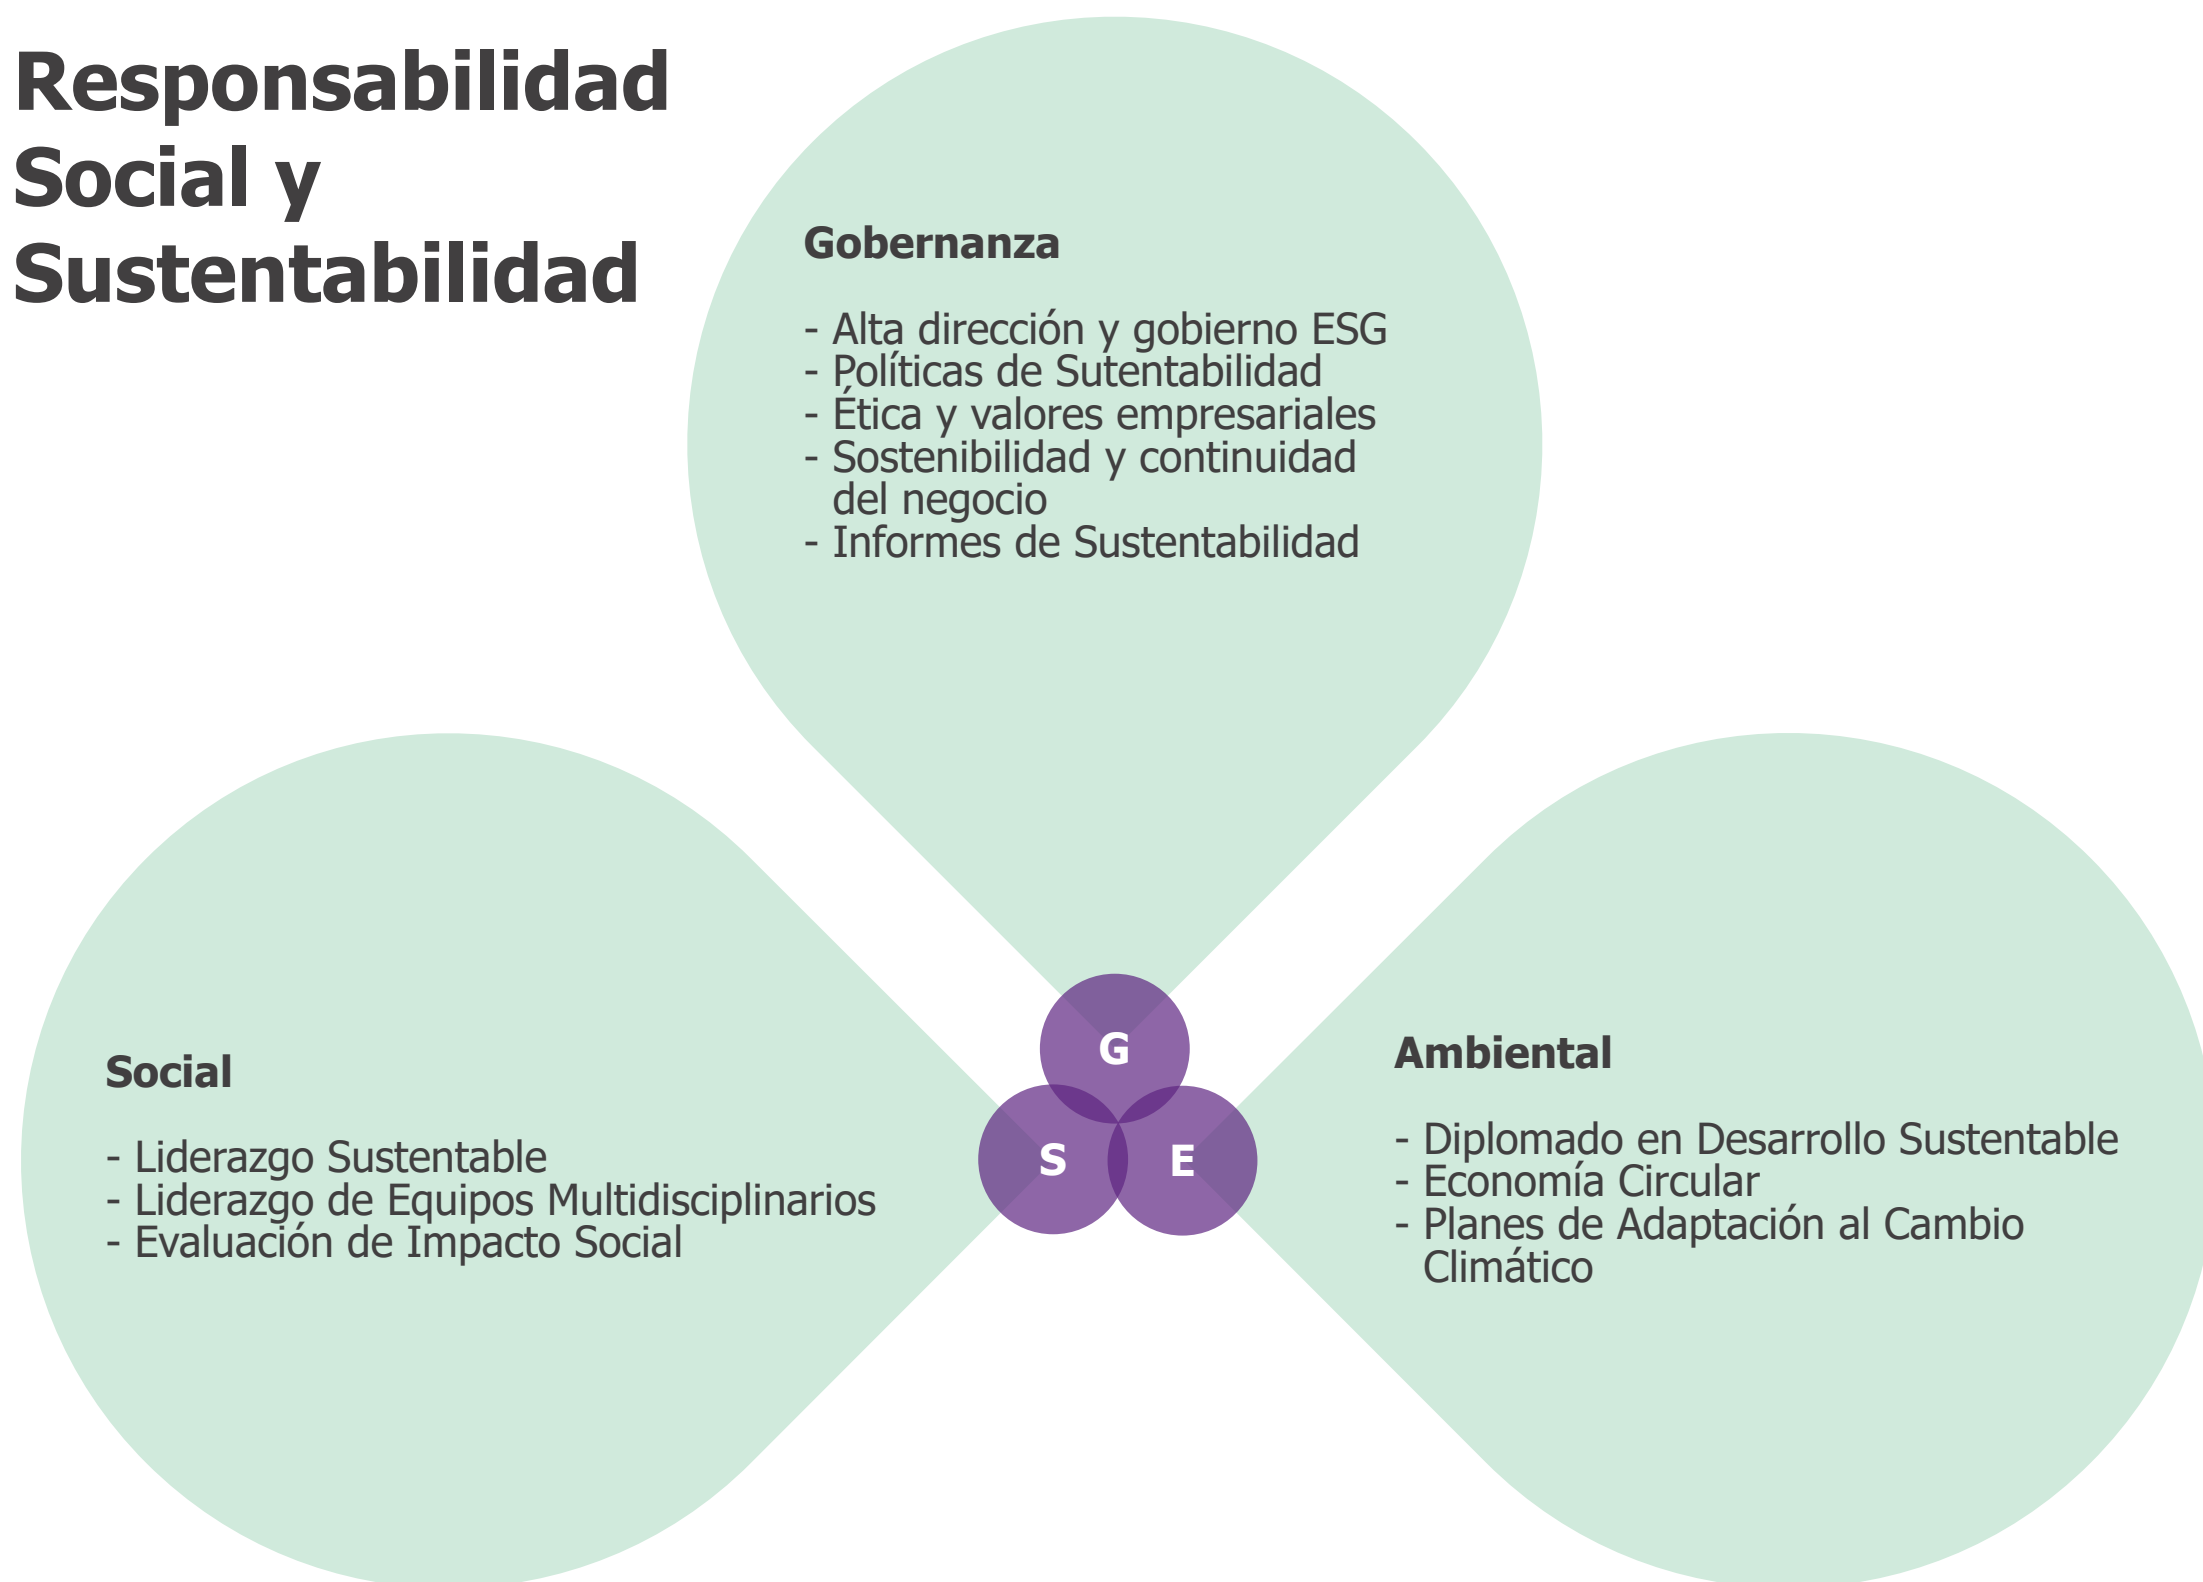 Responsabilidad
Social y
Sustentabilidad
Gobernanza
- Alta dirección y gobierno ESG
- Políticas de Sutentabilidad
- Ética y valores empresariales
- Sostenibilidad y continuidad
del negocio
- Informes de Sustentabilidad
Social
- Liderazgo Sustentable
- Liderazgo de Equipos Multidisciplinarios
- Evaluación de Impacto Social
G
S
E
Ambiental
- Diplomado en Desarrollo Sustentable
- Economía Circular
- Planes de Adaptación al Cambio
Climático